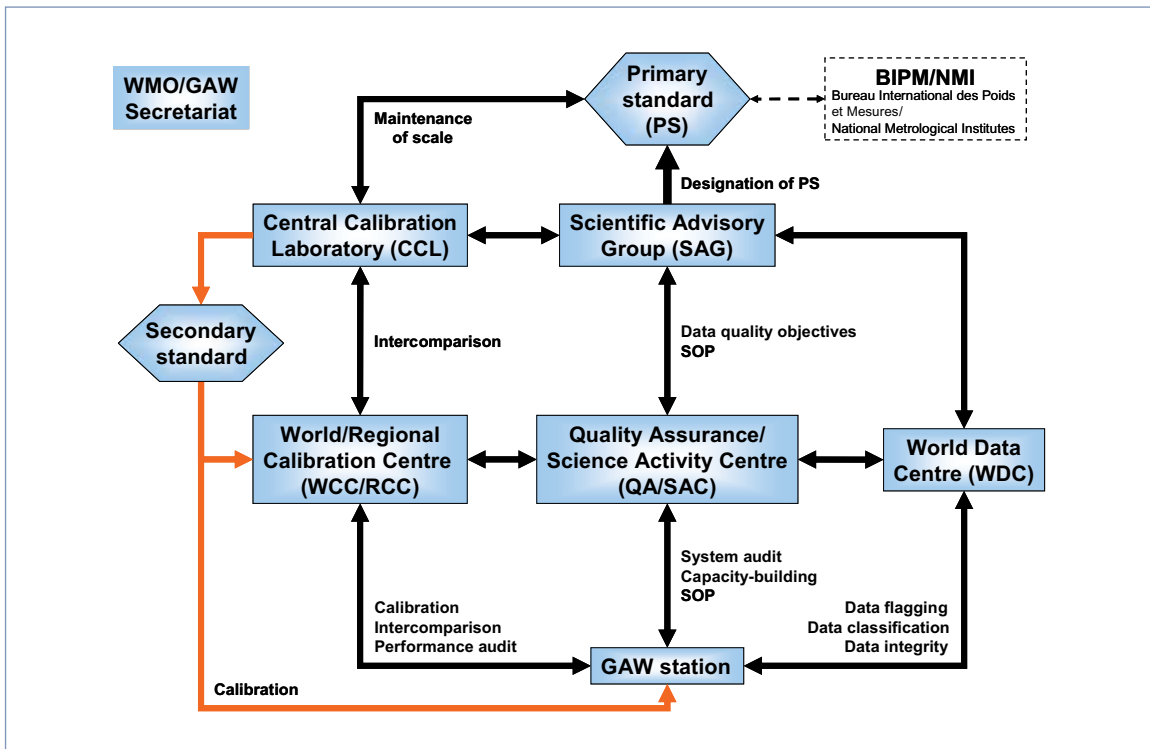 WMO/GAW
Secretariat
Primary
standard
(PS)
BIPM/NMI
Bureau International des Poids
et Mesures/
National Metrological Institutes
Maintenance
of scale
Designation of PS
Central Calibration
Laboratory (CCL)
Scientific Advisory
Group (SAG)
Secondary
standard
Intercomparison
Data quality objectives
SOP
World/Regional
Calibration Centre
(WCC/RCC)
Quality Assurance/
Science Activity Centre
(QA/SAC)
World Data
Centre (WDC)
System audit
Capacity-building
SOP
Calibration
Intercomparison
Performance audit
Data flagging
Data classification
Data integrity
GAW station
Calibration